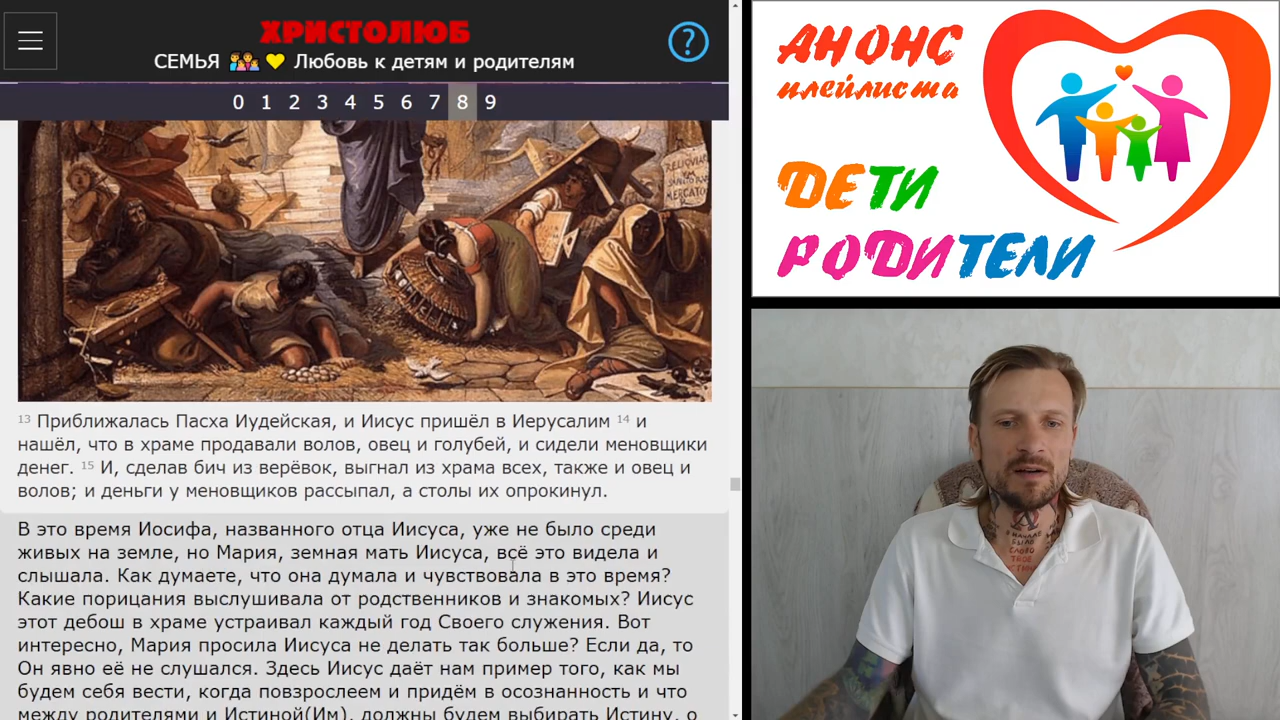 ХРИСТОЛЮБ
СЕМЬЯ 👨‍👩‍👧‍👦 💛 Любовь к детям и родителям
?
0 1 2 3 4 5 6 7 8 9
RELIQVIAE
MERCATO
13 Приближалась Пасха Иудейская, и Иисус пришёл в Иерусалим 14 и
нашёл, что в храме продавали волов, овец и голубей, и сидели меновщики
денег. 15 И, сделав бич из верёвок, выгнал из храма всех, также и овец и
волов; и деньги у меновщиков рассыпал, а столы их опрокинул.
В это время Иосифа, названного отца Иисуса, уже не было среди
живых на земле, но Мария, земная мать Иисуса, всё это видела и
слышала. Как думаете, что она думала и чувствовала в это время?
Какие порицания выслушивала от родственников и знакомых? Иисус
этот дебош в храме устраивал каждый год Своего служения. Вот
интересно, Мария просила Иисуса не делать так больше? Если да, то
Он явно её не слушался. Здесь Иисус даёт нам пример того, как мы
будем себя вести, когда повзрослеем и придём в осознанность и что
между родителями и Истиной(Им), должны будем выбирать Истину, о
АНОНС
плейлиста
ДЕТИ
РОДИТЕЛИ
В НАЧАЛЕ
БЫЛО
СЛОВО